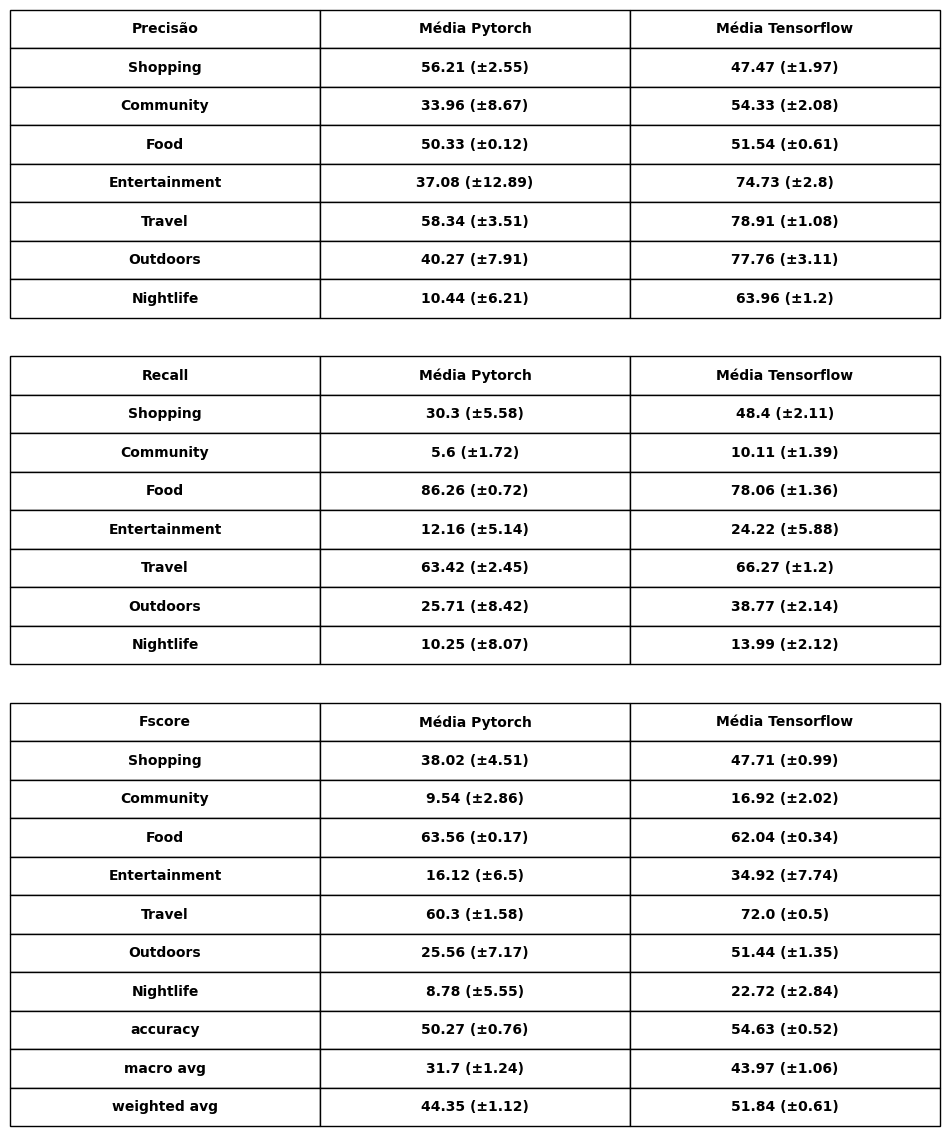 Precisão Média Pytorch Média Tensorflow
Shopping 56.21 (±2.55) 47.47 (±1.97)
Community 33.96 (±8.67) 54.33 (±2.08)
Food 50.33 (±0.12) 51.54 (±0.61)
Entertainment 37.08 (±12.89) 74.73 (±2.8)
Travel 58.34 (±3.51) 78.91 (±1.08)
Outdoors 40.27 (±7.91) 77.76 (±3.11)
Nightlife 10.44 (±6.21) 63.96 (±1.2)
Recall Média Pytorch Média Tensorflow
Shopping 30.3 (±5.58) 48.4 (±2.11)
Community 5.6 (±1.72) 10.11 (±1.39)
Food 86.26 (±0.72) 78.06 (±1.36)
Entertainment 12.16 (±5.14) 24.22 (±5.88)
Travel 63.42 (±2.45) 66.27 (±1.2)
Outdoors 25.71 (±8.42) 38.77 (±2.14)
Nightlife 10.25 (±8.07) 13.99 (±2.12)
Fscore Média Pytorch Média Tensorflow
Shopping 38.02 (±4.51) 47.71 (±0.99)
Community 9.54 (±2.86) 16.92 (±2.02)
Food 63.56 (±0.17) 62.04 (±0.34)
Entertainment 16.12 (±6.5) 34.92 (±7.74)
Travel 60.3 (±1.58) 72.0 (±0.5)
Outdoors 25.56 (±7.17) 51.44 (±1.35)
Nightlife 8.78 (±5.55) 22.72 (±2.84)
accuracy 50.27 (±0.76) 54.63 (±0.52)
macro avg 31.7 (±1.24) 43.97 (±1.06)
weighted avg 44.35 (±1.12) 51.84 (±0.61)